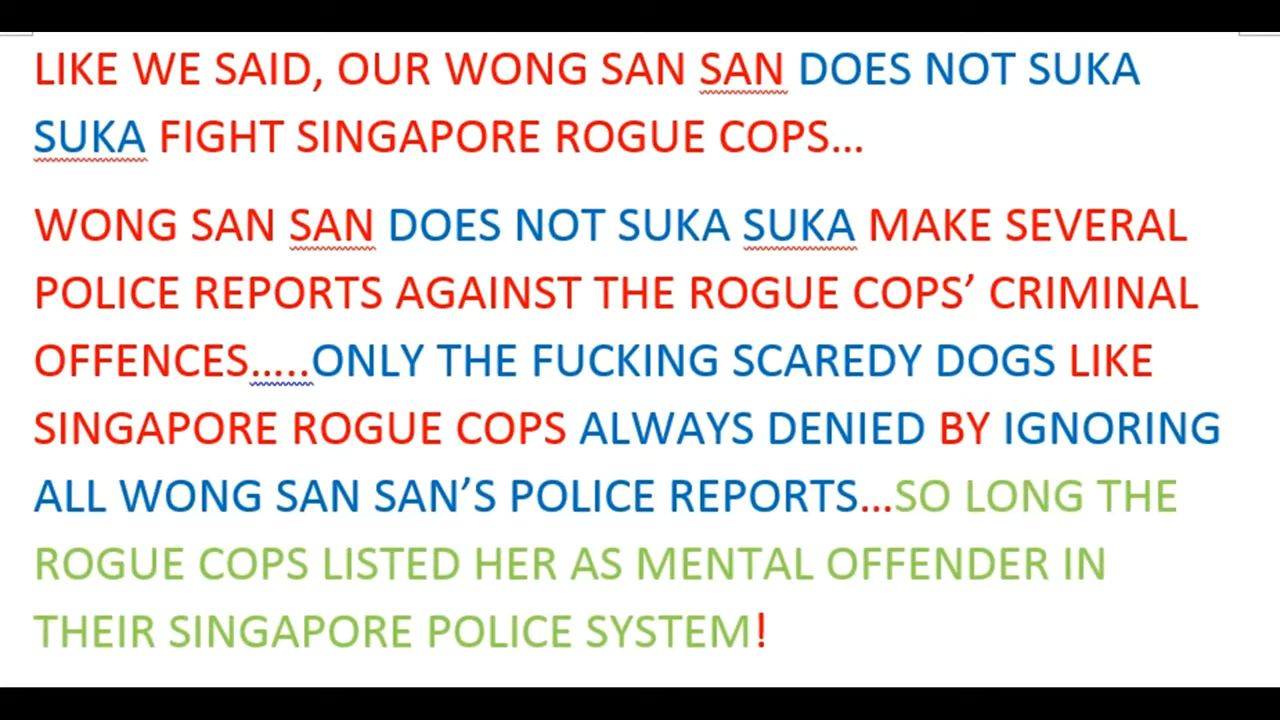 LIKE WE SAID, OUR WONG SAN SAN DOES NOT SUKA
SUKA FIGHT SINGAPORE ROGUE COPS...
WONG SAN SAN DOES NOT SUKA SUKA MAKE SEVERAL
POLICE REPORTS AGAINST THE ROGUE COPS’ CRIMINAL
OFFENCES.....ONLY THE FUCKING SCAREDY DOGS LIKE
SINGAPORE ROGUE COPS ALWAYS DENIED BY IGNORING
ALL WONG SAN SAN’S POLICE REPORTS...SO LONG THE
ROGUE COPS LISTED HER AS MENTAL OFFENDER IN
THEIR SINGAPORE POLICE SYSTEM!